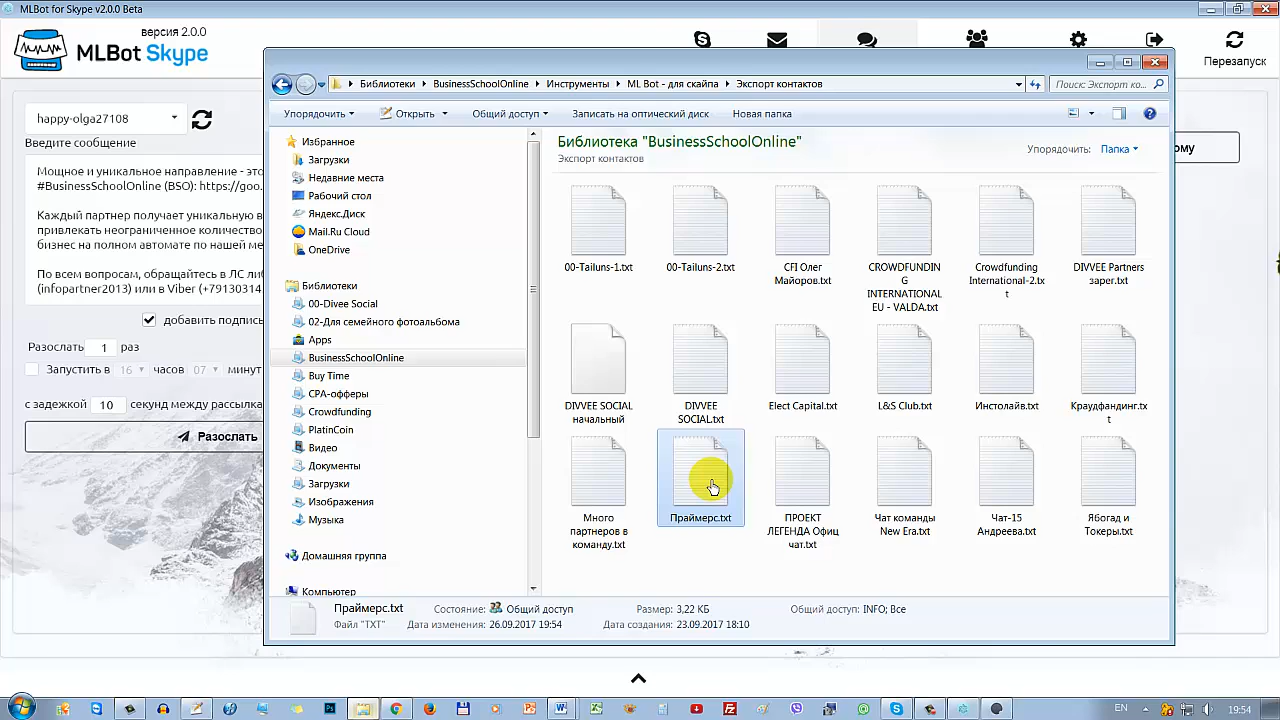 MLBot for Skype v2.0.0 Beta
версия 2.0.0
MLBot Skype
Перезапуск
Библиотеки
BusinessSchoolOnline
Инструменты
ML Bot - для скайпа
Экспорт контактов
Поиск: Экспорт ко...
Упорядочить
Открыть
Общий доступ
Записать на оптический диск
Новая папка
happy-olga27108
Введите сообщение
Мощное и уникальное направление - это
#BusinessSchoolOnline (BSO): https://goo.
Каждый партнер получает уникальную в
привлекать неограниченное количество
бизнес на полном автомате по нашей ме
По всем вопросам, обращайтесь в ЛС ли
(infopartner2013) или в Viber (+79130314
добавить подпись
Разослать 1 раз
Запустить в 16 часов 07 минут
с задежкой 10 секунд между рассылка
Разослать
Избранное
Загрузки
Недавние места
Рабочий стол
Яндекс.Диск
Mail.Ru Cloud
OneDrive
Библиотеки
00-Divee Social
02-Для семейного фотоальбома
Apps
BusinessSchoolOnline
Buy Time
CPA-офферы
Crowdfunding
PlatinCoin
Видео
Документы
Загрузки
Изображения
Музыка
Домашняя группа
Компьютер
Библиотека "BusinessSchoolOnline"
Экспорт контактов
Упорядочить: Папка
ому
00-Tailuns-1.txt
00-Tailuns-2.txt
CFI Олег
Майоров.txt
CROWDFUNDIN
G
INTERNATIONAL
EU - VALDA.txt
Crowdfunding
International-2.tx
t
DIVVEE Partners
зарег.txt
DIVVEE SOCIAL
начальный
DIVVEE
SOCIAL.txt
Elect Capital.txt
L&S Club.txt
Инстолайв.txt
Краудфандинг.tx
t
Много
партнеров в
команду.txt
Праймерс.txt
ПРОЕКТ
ЛЕГЕНДА Офиц
чат.txt
Чат команды
New Era.txt
Чат-15
Андреева.txt
Ябогад и
Токеры.txt
Праймерс.txt
Файл "TXT"
Состояние: Общий доступ
Дата изменения: 26.09.2017 19:54
Размер: 3,22 КБ
Дата создания: 23.09.2017 18:10
Общий доступ: INFO; Все
EN
19:54